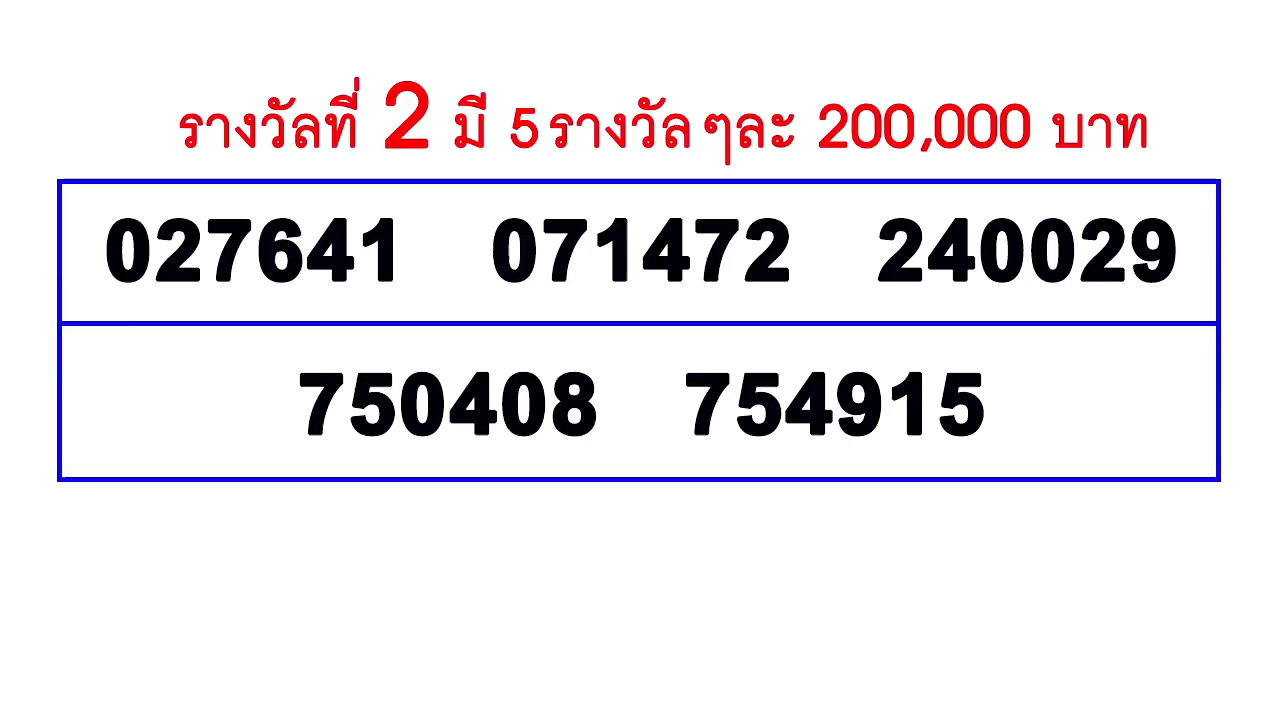 รางวัลที่ 2 มี 5 รางวัล ๆละ 200,000 บาท
027641 071472 240029
750408 754915